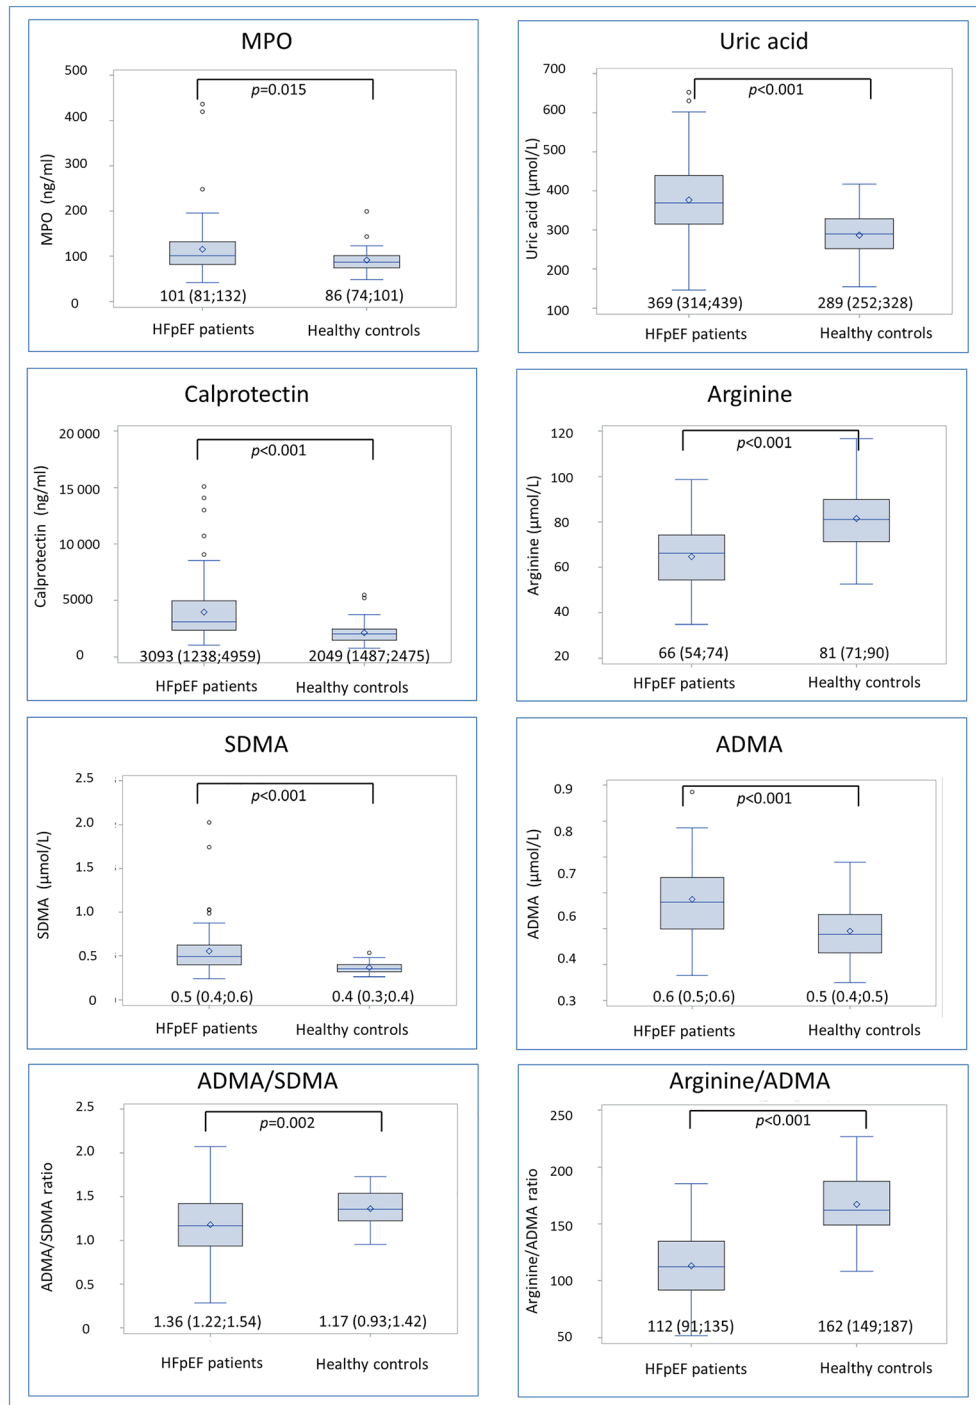 MPO
500
400
300
200
100
0
MPO (ng/ml)
p=0.015
101 (81;132)
86 (74;101)
HFpEF patients
Healthy controls
Uric acid
700
600
500
400
300
200
100
Uric acid (µmol/L)
p<0.001
369 (314;439)
289 (252;328)
HFpEF patients
Healthy controls
Calprotectin
20 000
15 000
10 000
5000
0
Calprotectin (ng/ml)
p<0.001
3093 (1238;4959)
2049 (1487;2475)
HFpEF patients
Healthy controls
Arginine
120
100
80
60
40
20
Arginine (µmol/L)
p<0.001
66 (54;74)
81 (71;90)
HFpEF patients
Healthy controls
SDMA
2.5
2.0
1.5
1.0
0.5
0
SDMA (µmol/L)
p<0.001
0.5 (0.4;0.6)
0.4 (0.3;0.4)
HFpEF patients
Healthy controls
ADMA
0.9
0.8
0.7
0.6
0.4
0.3
ADMA (µmol/L)
p<0.001
0.6 (0.5;0.6)
0.5 (0.4;0.5)
HFpEF patients
Healthy controls
ADMA/SDMA
2.5
2.0
1.5
1.0
0.5
0
ADMA/SDMA ratio
p=0.002
1.36 (1.22;1.54)
1.17 (0.93;1.42)
HFpEF patients
Healthy controls
Arginine/ADMA
250
200
150
100
50
Arginine/ADMA ratio
p<0.001
112 (91;135)
162 (149;187)
HFpEF patients
Healthy controls